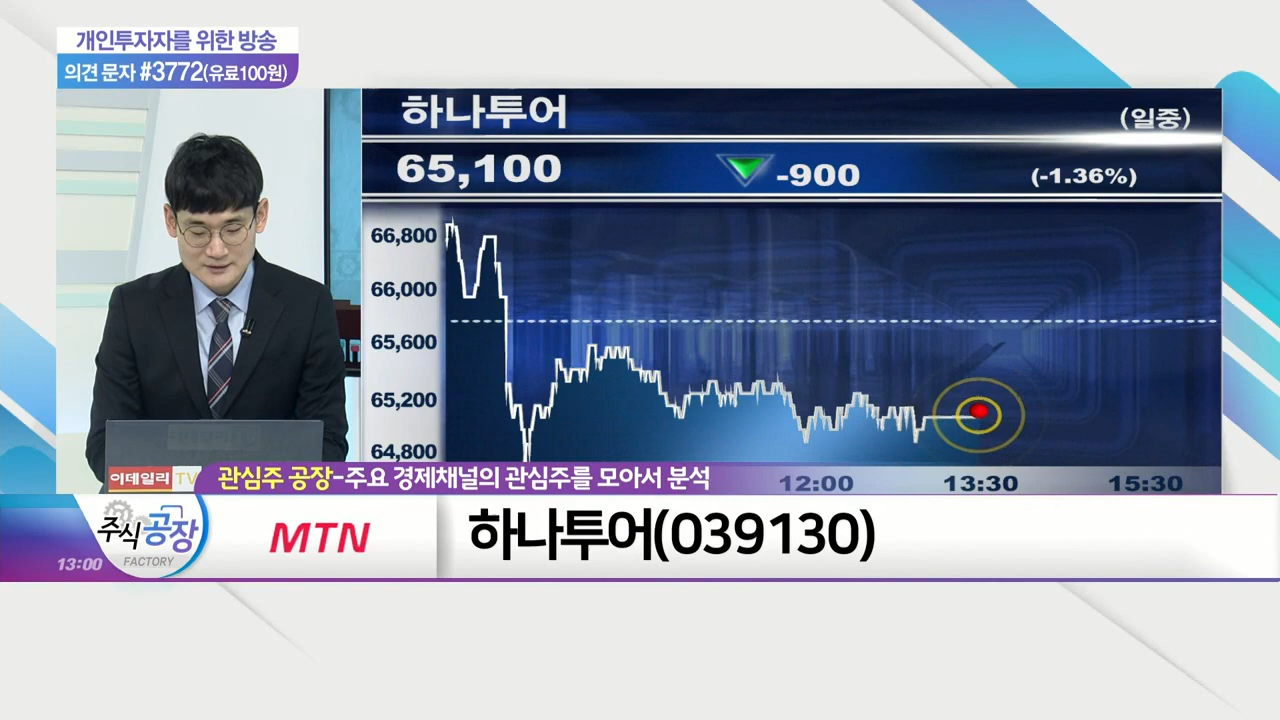 개인투자자를 위한 방송
의견 문자 #3772(유료100원)
하나투어
(일중)
65,100
-900
(-1.36%)
66,800
66,000
65,600
65,200
64,800
12:00
13:30
15:30
이데일리 TV
관심주 공장-주요 경제채널의 관심주를 모아서 분석
주식공장
FACTORY
13:00
MTN
하나투어(039130)